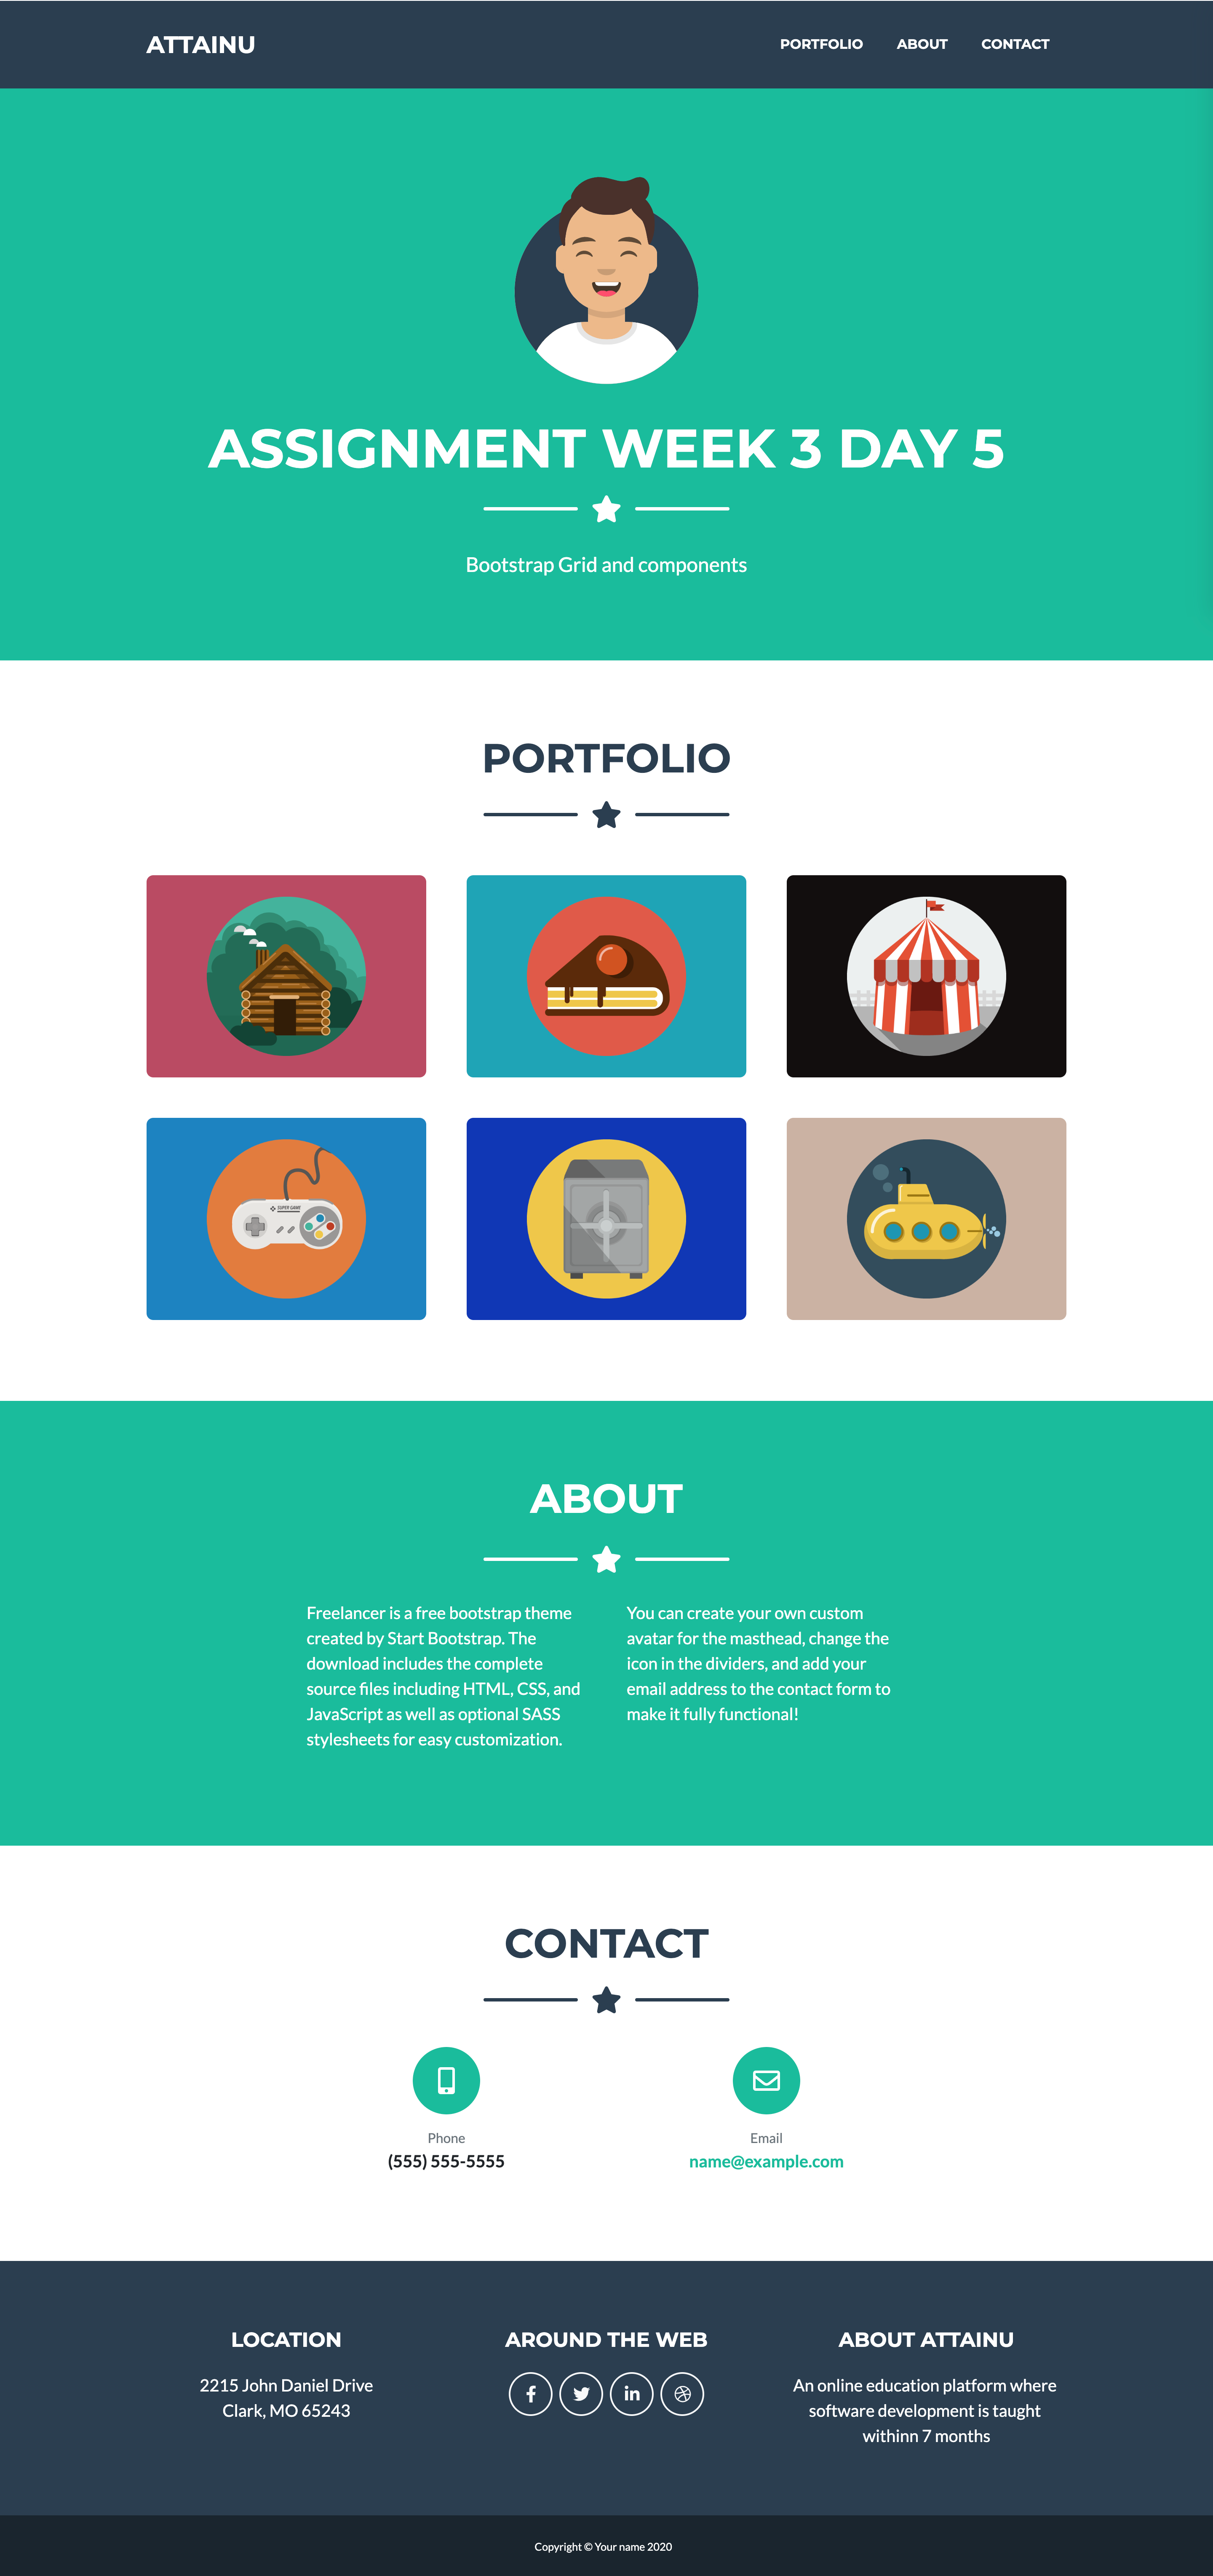 ATTAINU
PORTFOLIO ABOUT CONTACT
ASSIGNMENT WEEK 3 DAY 5
Bootstrap Grid and components
PORTFOLIO
SUPER GAME
ABOUT
Freelancer is a free bootstrap theme
created by Start Bootstrap. The
download includes the complete
source files including HTML, CSS, and
JavaScript as well as optional SASS
stylesheets for easy customization.
You can create your own custom
avatar for the masthead, change the
icon in the dividers, and add your
email address to the contact form to
make it fully functional!
CONTACT
Phone
(555) 555-5555
Email
name@example.com
LOCATION
2215 John Daniel Drive
Clark, MO 65243
AROUND THE WEB
ABOUT ATTAINU
An online education platform where
software development is taught
withinn 7 months
Copyright © Your name 2020